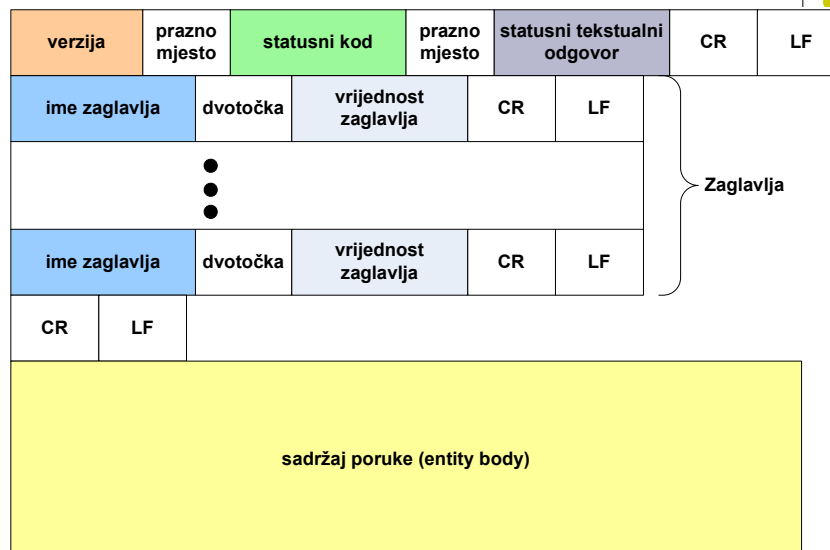 verzija
prazno
mjesto
statusni kod
prazno
mjesto
statusni tekstualni
odgovor
CR
LF
ime zaglavlja
dvotočka
vrijednost
zaglavlja
CR
LF
Zaglavlja
ime zaglavlja
dvotočka
vrijednost
zaglavlja
CR
LF
CR
LF
sadržaj poruke (entity body)